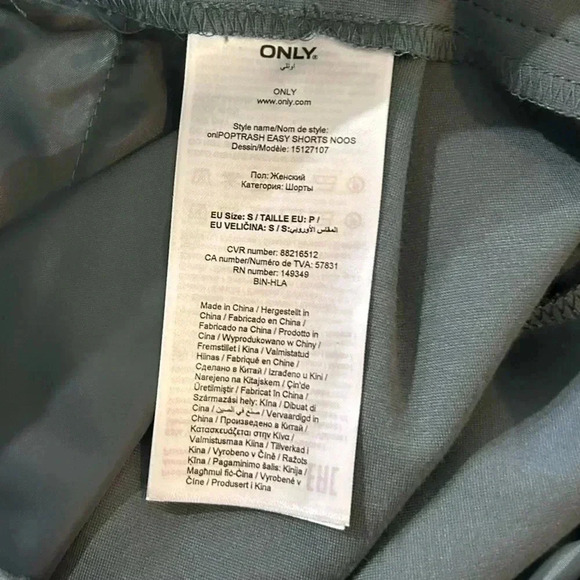 ONLY®
اونلي
ONLY
www.only.com
Style name/Nom de style:
onlPOPTRASH EASY SHORTS NOOS
Dessin/Modèle: 15127107
Пол: Женский
Категория: Шорты
EU Size: S / TAILLE EU: P /
EU VELIČINA: S / S:المقاس الأوروبي
CVR number: 88216512
CA number/Numéro de TVA: 57831
RN number: 149349
BIN-HLA
Made in China / Hergestellt in
China / Fabricado en China /
Fabricado na China / Prodotto in
Cina / Wyprodukowano w Chiny /
Fremstillet i Kina / Valmistatud
Hiinas / Fabriqué en Chine /
Сделано в Китай / Izrađeno u Kini /
Narejeno na Kitajskem / Çin'de
Üretilmiştir / Fabricat în China /
Származási hely: Kína / Dibuat di
Cina / صنع في الصين / Vervaardigd in
China / Произведено в Китай /
Κατασκευάζεται στην Κίνα /
Valmistusmaa Kiina / Tillverkad i
Kina / Vyrobeno v Číně / Ražots
Ķīna / Pagaminimo šalis: Kinija /
Magħmul fiċ-Ċina / Vyrobené v
Číne / Produsert i Kina
EAC